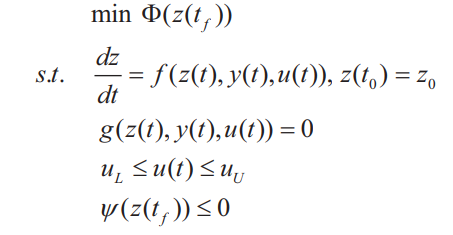 min Φ(z(t_f))
s.t. dz/dt = f(z(t), y(t), u(t)), z(t_0) = z_0
g(z(t), y(t), u(t)) = 0
u_L ≤ u(t) ≤ u_U
ψ(z(t_f)) ≤ 0